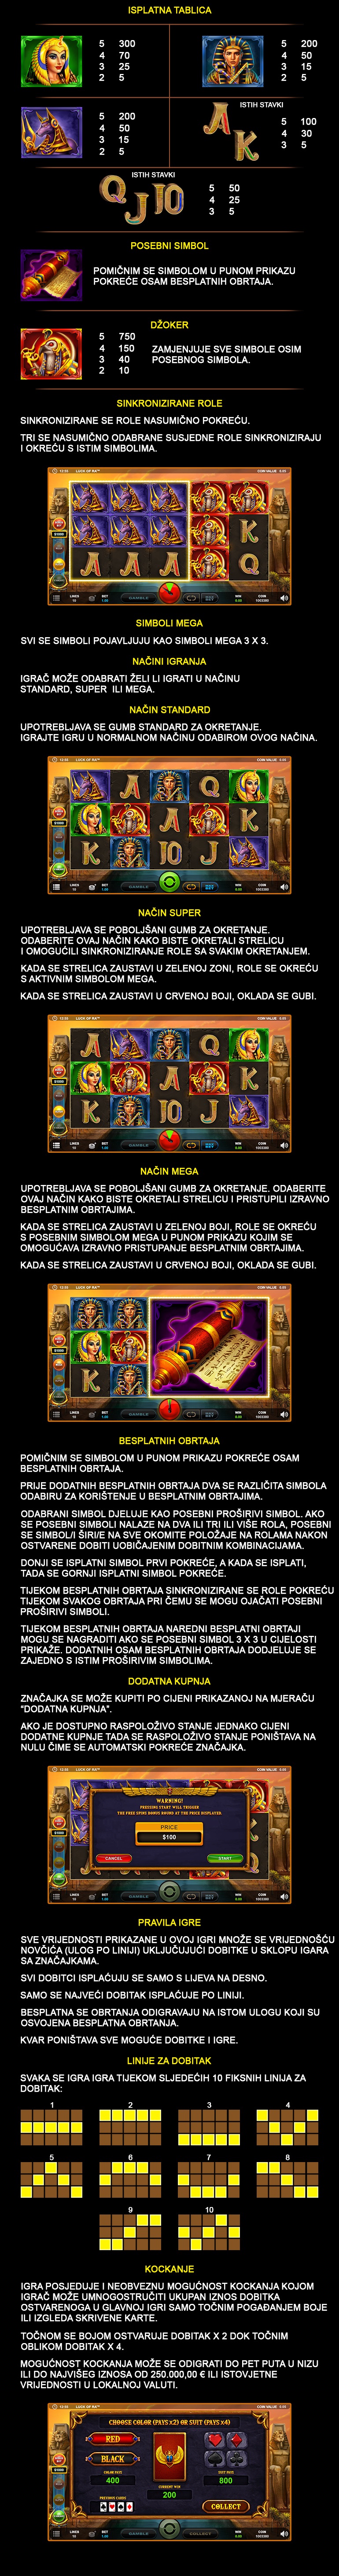 ISPLATNA TABLICA
5 300
4 70
3 25
2 5
5 200
4 50
3 15
2 5
5 200
4 50
3 15
2 5
ISTIH STAVKI
A K
5 100
4 30
3 5
ISTIH STAVKI
Q J 10
5 50
4 25
3 5
POSEBNI SIMBOL
POMIČNIM SE SIMBOLOM U PUNOM PRIKAZU
POKREĆE OSAM BESPLATNIH OBRTAJA.
DŽOKER
5 750
4 150
3 40
2 10
ZAMJENJUJE SVE SIMBOLE OSIM
POSEBNOG SIMBOLA.
SINKRONIZIRANE ROLE
SINKRONIZIRANE SE ROLE NASUMIČNO POKREĆU.
TRI SE NASUMIČNO ODABRANE SUSJEDNE ROLE SINKRONIZIRAJU
I OKREĆU S ISTIM SIMBOLIMA.
SIMBOLI MEGA
SVI SE SIMBOLI POJAVLJUJU KAO SIMBOLI MEGA 3 X 3.
NAČINI IGRANJA
IGRAČ MOŽE ODABRATI ŽELI LI IGRATI U NAČINU
STANDARD, SUPER ILI MEGA.
NAČIN STANDARD
UPOTREBLJAVA SE GUMB STANDARD ZA OKRETANJE.
IGRAJTE IGRU U NORMALNOM NAČINU ODABIROM OVOG NAČINA.
NAČIN SUPER
UPOTREBLJAVA SE POBOLJŠANI GUMB ZA OKRETANJE.
ODABERITE OVAJ NAČIN KAKO BISTE OKRETALI STRELICU
I OMOGUĆILI SINKRONIZIRANJE ROLE SA SVAKIM OKRETANJEM.
KADA SE STRELICA ZAUSTAVI U ZELENOJ ZONI, ROLE SE OKREĆU
S AKTIVNIM SIMBOLOM MEGA.
KADA SE STRELICA ZAUSTAVI U CRVENOJ BOJI, OKLADA SE GUBI.
NAČIN MEGA
UPOTREBLJAVA SE POBOLJŠANI GUMB ZA OKRETANJE. ODABERITE
OVAJ NAČIN KAKO BISTE OKRETALI STRELICU I PRISTUPILI IZRAVNO
BESPLATNIM OBRTAJIMA.
KADA SE STRELICA ZAUSTAVI U ZELENOJ BOJI, ROLE SE OKREĆU
S POSEBNIM SIMBOLOM MEGA U PUNOM PRIKAZU KOJIM SE
OMOGUĆAVA IZRAVNO PRISTUPANJE BESPLATNIM OBRTAJIMA.
KADA SE STRELICA ZAUSTAVI U CRVENOJ BOJI, OKLADA SE GUBI.
BESPLATNIH OBRTAJA
POMIČNIM SE SIMBOLOM U PUNOM PRIKAZU POKREĆE OSAM
BESPLATNIH OBRTAJA.
PRIJE DODATNIH BESPLATNIH OBRTAJA DVA SE RAZLIČITA SIMBOLA
ODABIRU ZA KORIŠTENJE U BESPLATNIM OBRTAJIMA.
ODABRANI SIMBOL DJELUJE KAO POSEBNI PROŠIRIVI SIMBOL. AKO
SE POSEBNI SIMBOLI NALAZE NA DVA ILI TRI ILI VIŠE ROLA, POSEBNI
SE SIMBOLI ŠIRI/E NA SVE OKOMITE POLOŽAJE NA ROLAMA NAKON
OSTVARENE DOBITI UOBIČAJENIM DOBITNIM KOMBINACIJAMA.
DONJI SE ISPLATNI SIMBOL PRVI POKREĆE, A KADA SE ISPLATI,
TADA SE GORNJI ISPLATNI SIMBOL POKREĆE.
TIJEKOM BESPLATNIH OBRTAJA SINKRONIZIRANE SE ROLE POKREĆU
TIJEKOM SVAKOG OBRTAJA PRI ČEMU SE MOGU OJAČATI POSEBNI
PROŠIRIVI SIMBOLI.
TIJEKOM BESPLATNIH OBRTAJA NAREDNI BESPLATNI OBRTAJI
MOGU SE NAGRADITI AKO SE POSEBNI SIMBOL 3 X 3 U CIJELOSTI
PRIKAŽE. DODATNIH OSAM BESPLATNIH OBRTAJA DODJELJUJE SE
ZAJEDNO S ISTIM PROŠIRIVIM SIMBOLIMA.
DODATNA KUPNJA
ZNAČAJKA SE MOŽE KUPITI PO CIJENI PRIKAZANOJ NA MJERAČU
"DODATNA KUPNJA".
AKO JE DOSTUPNO RASPOLOŽIVO STANJE JEDNAKO CIJENI
DODATNE KUPNJE TADA SE RASPOLOŽIVO STANJE PONIŠTAVA NA
NULU ČIME SE AUTOMATSKI POKREĆE ZNAČAJKA.
WARNING!
PRESSING START WILL TRIGGER
THE FREE SPINS BONUS ROUND AT THE PRICE DISPLAYED.
PRICE
$100
CANCEL START
PRAVILA IGRE
SVE VRIJEDNOSTI PRIKAZANE U OVOJ IGRI MNOŽE SE VRIJEDNOŠĆU
NOVČIĆA (ULOG PO LINIJI) UKLJUČUJUĆI DOBITKE U SKLOPU IGARA
SA ZNAČAJKAMA.
SVI DOBITCI ISPLAĆUJU SE SAMO S LIJEVA NA DESNO.
SAMO SE NAJVEĆI DOBITAK ISPLAĆUJE PO LINIJI.
BESPLATNA SE OBRTANJA ODIGRAVAJU NA ISTOM ULOGU KOJI SU
OSVOJENA BESPLATNA OBRTANJA.
KVAR PONIŠTAVA SVE MOGUĆE DOBITKE I IGRE.
LINIJE ZA DOBITAK
SVAKA SE IGRA IGRA TIJEKOM SLJEDEĆIH 10 FIKSNIH LINIJA ZA
DOBITAK:
1 2 3 4
5 6 7 8
9 10
KOCKANJE
IGRA POSJEDUJE I NEOBVEZNU MOGUĆNOST KOCKANJA KOJOM
IGRAČ MOŽE UMNOGOSTRUČITI UKUPAN IZNOS DOBITKA
OSTVARENOGA U GLAVNOJ IGRI SAMO TOČNIM POGAĐANJEM BOJE
ILI IZGLEDA SKRIVENE KARTE.
TOČNOM SE BOJOM OSTVARUJE DOBITAK X 2 DOK TOČNIM
OBLIKOM DOBITAK X 4.
MOGUĆNOST KOCKANJA MOŽE SE ODIGRATI DO PET PUTA U NIZU
ILI DO NAJVIŠEG IZNOSA OD 250.000,00 € ILI ISTOVJETNE
VRIJEDNOSTI U LOKALNOJ VALUTI.
CHOOSE COLOR (PAYS X2) OR SUIT (PAYS X4)
RED
BLACK
COLOR PAYS
400
SUIT PAYS
800
CURRENT WIN
200
PREVIOUS CARDS
COLLECT